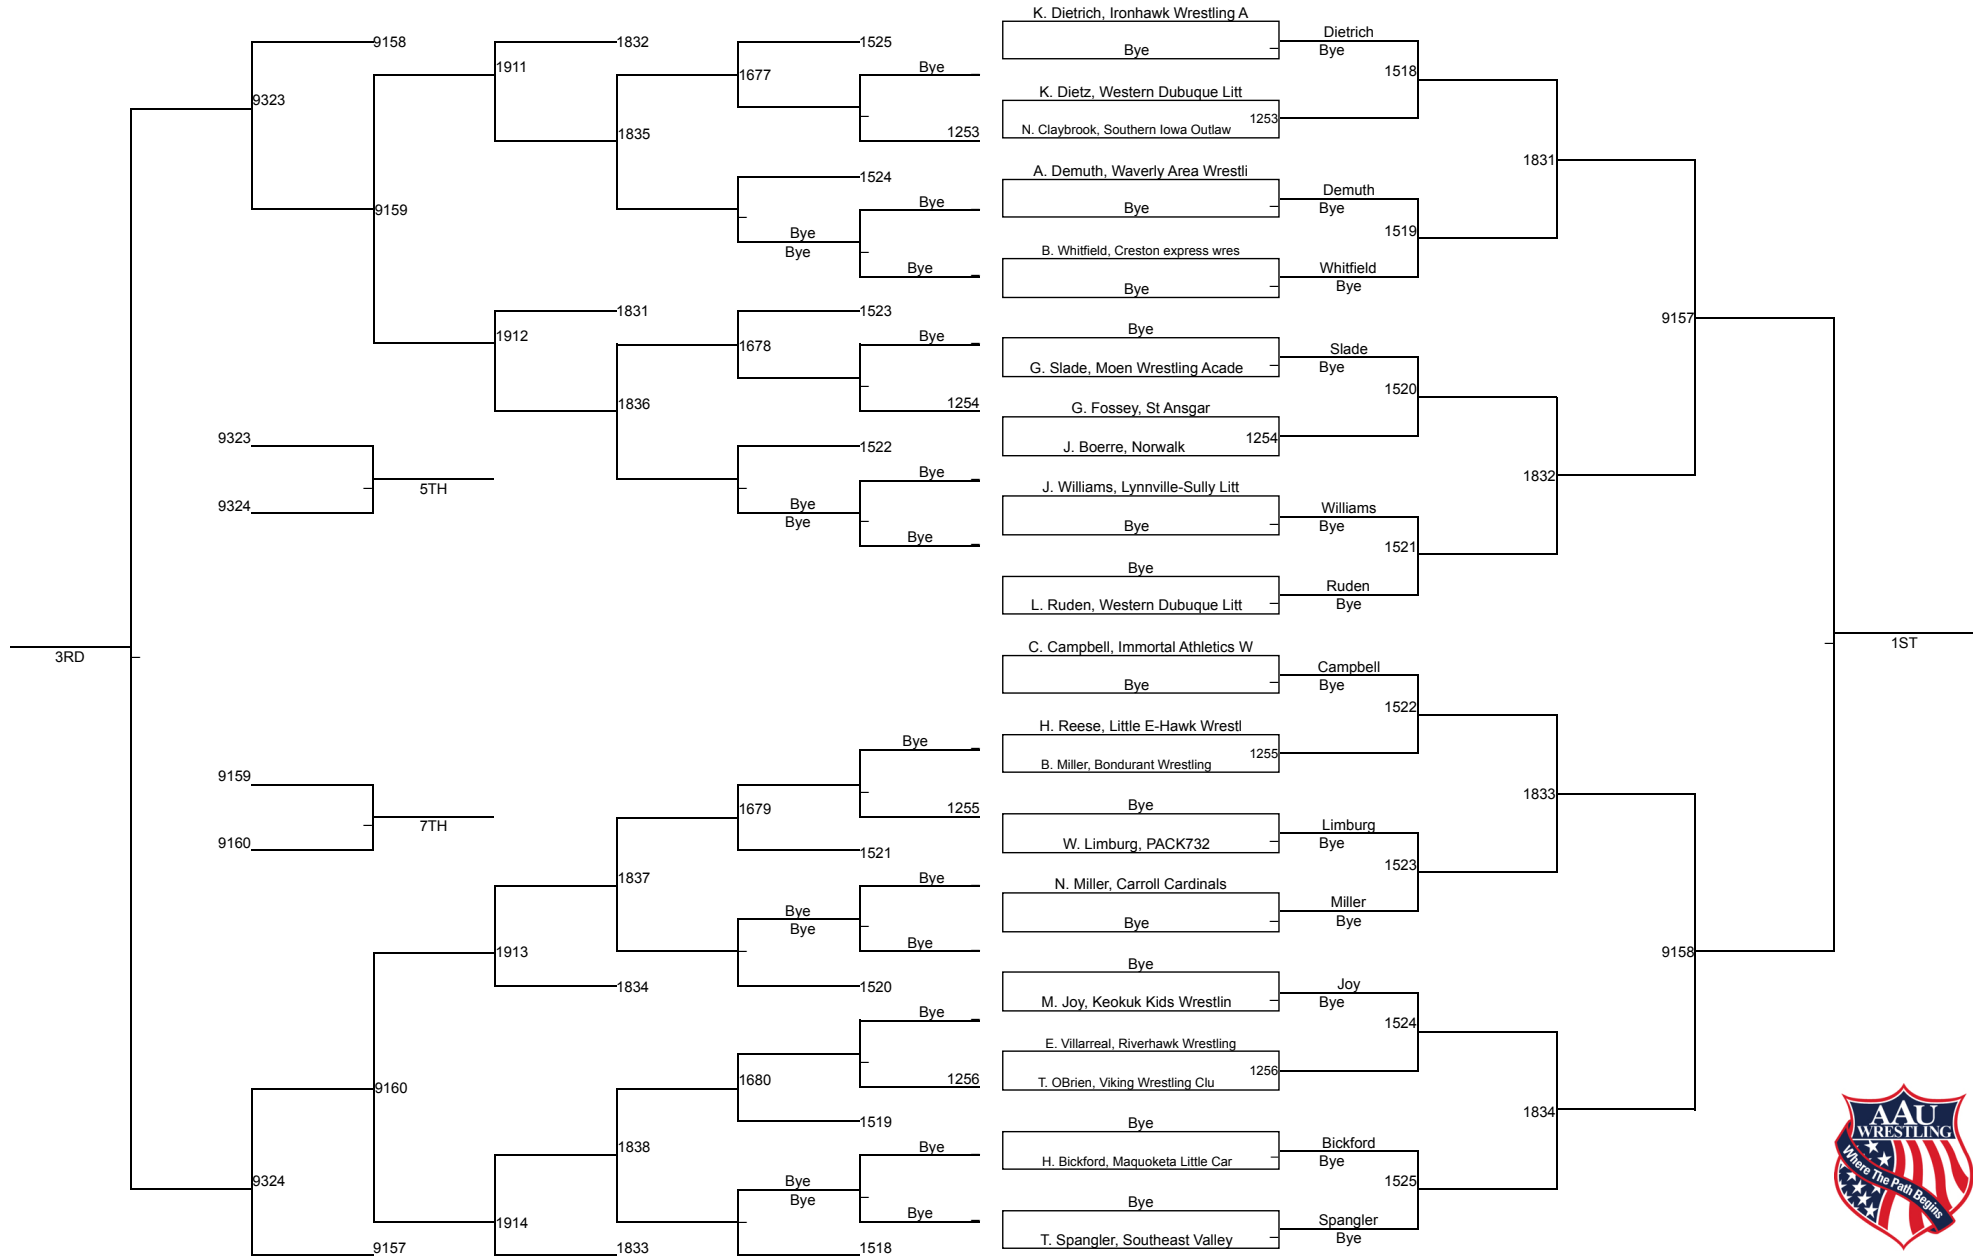 K. Dietrich, Ironhawk Wrestling A
Bye
K. Dietz, Western Dubuque Litt
1253
N. Claybrook, Southern Iowa Outlaw
A. Demuth, Waverly Area Wrestli
Bye
B. Whitfield, Creston express wres
Bye
Bye
G. Slade, Moen Wrestling Acade
G. Fossey, St Ansgar
1254
J. Boerre, Norwalk
J. Williams, Lynnville-Sully Litt
Bye
Bye
L. Ruden, Western Dubuque Litt
C. Campbell, Immortal Athletics W
Bye
H. Reese, Little E-Hawk Wrestl
1255
B. Miller, Bondurant Wrestling
Bye
W. Limburg, PACK732
N. Miller, Carroll Cardinals
Bye
Bye
M. Joy, Keokuk Kids Wrestlin
E. Villarreal, Riverhawk Wrestling
1256
T. OBrien, Viking Wrestling Clu
Bye
H. Bickford, Maquoketa Little Car
Bye
T. Spangler, Southeast Valley
Dietrich
Bye
1518
Demuth
Bye
1519
Whitfield
Bye
Slade
Bye
1520
Williams
Bye
1521
Ruden
Bye
Campbell
Bye
1522
Limburg
Bye
1523
Miller
Bye
Joy
Bye
1524
Bickford
Bye
1525
Spangler
Bye
1831
1832
1833
1834
9157
9158
1ST
Bye
1253
Bye
Bye
Bye
1254
Bye
Bye
Bye
1255
Bye
Bye
Bye
1256
Bye
Bye
1525
1677
1524
Bye
Bye
1523
1678
1522
Bye
Bye
1679
1521
Bye
Bye
1520
1680
1519
Bye
Bye
1518
1832
1835
1831
1836
1837
1834
1838
1833
1911
1912
1913
1914
9158
9159
9160
9157
9323
9324
9323
5TH
9324
9159
7TH
9160
3RD
AAU
WRESTLING
Where The Path Begins